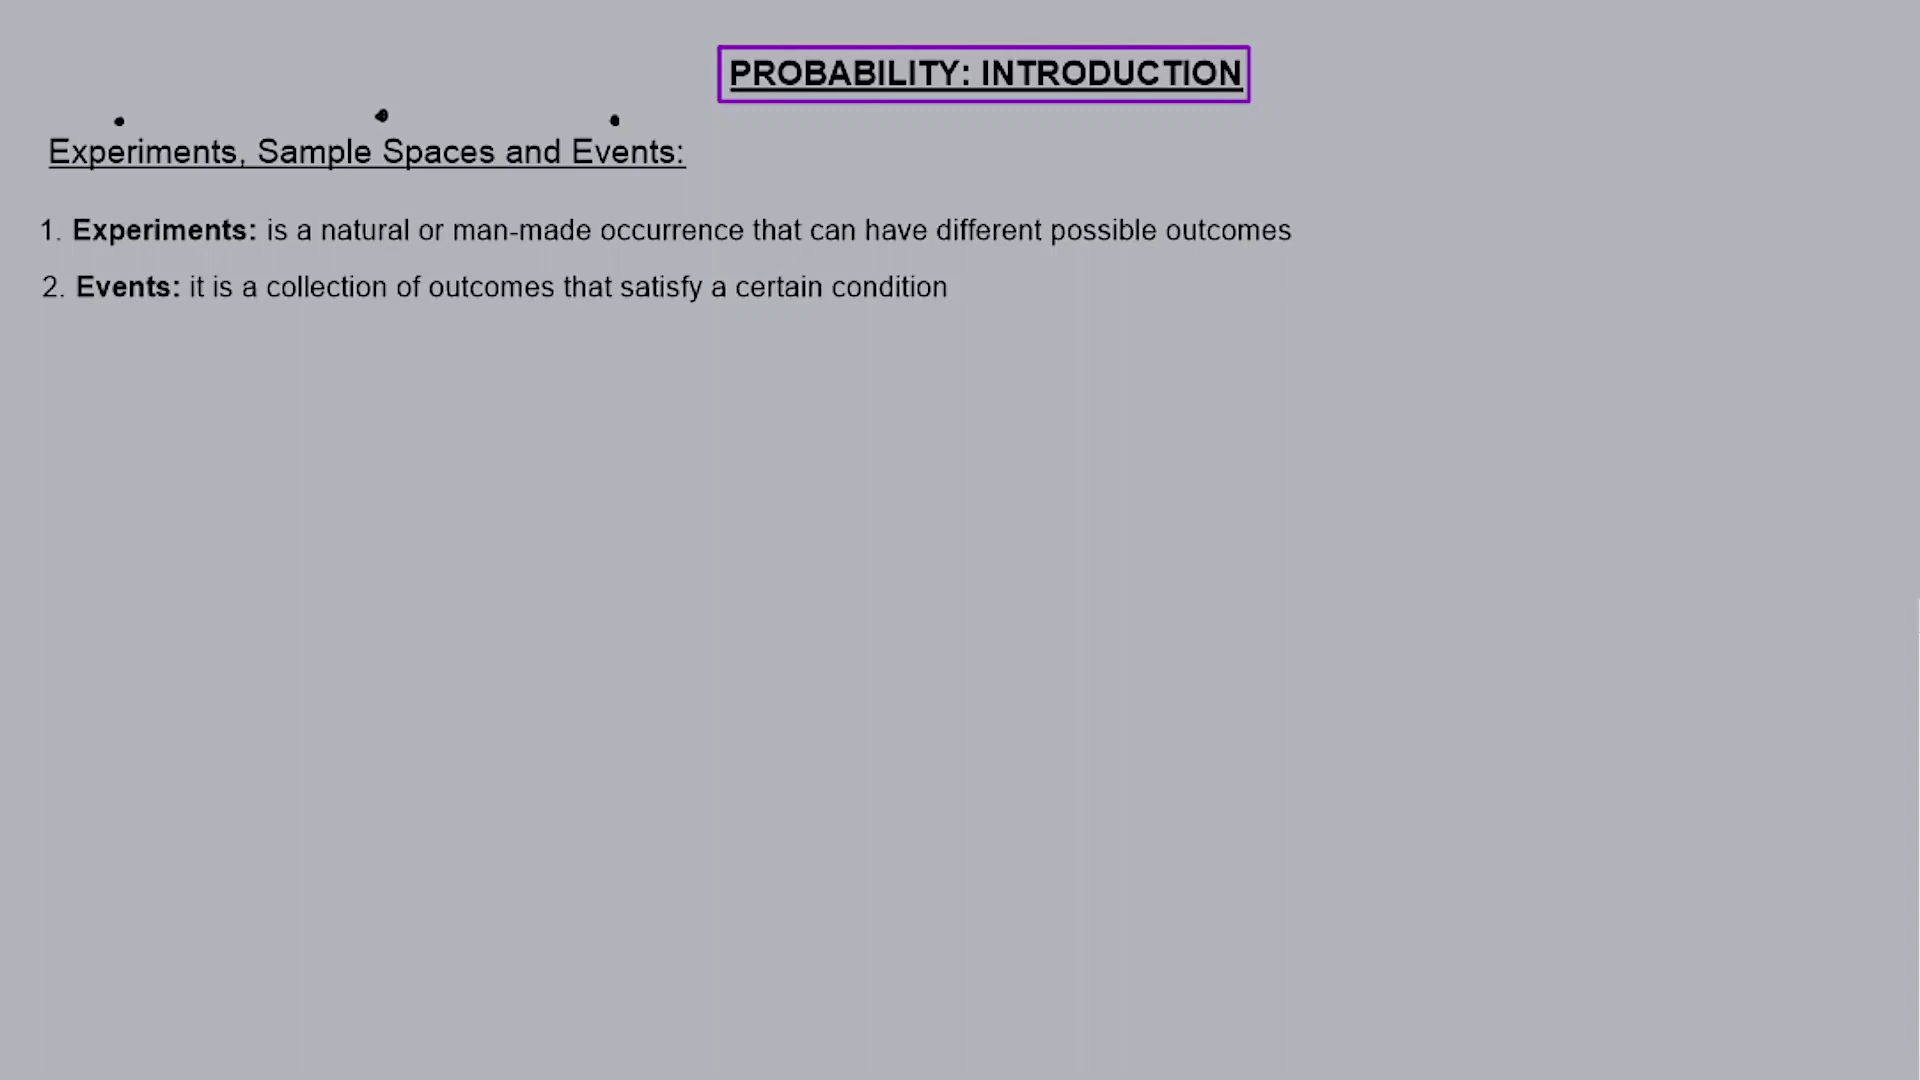 PROBABILITY: INTRODUCTION
Experiments, Sample Spaces and Events:
1. Experiments: is a natural or man-made occurrence that can have different possible outcomes
2. Events: it is a collection of outcomes that satisfy a certain condition